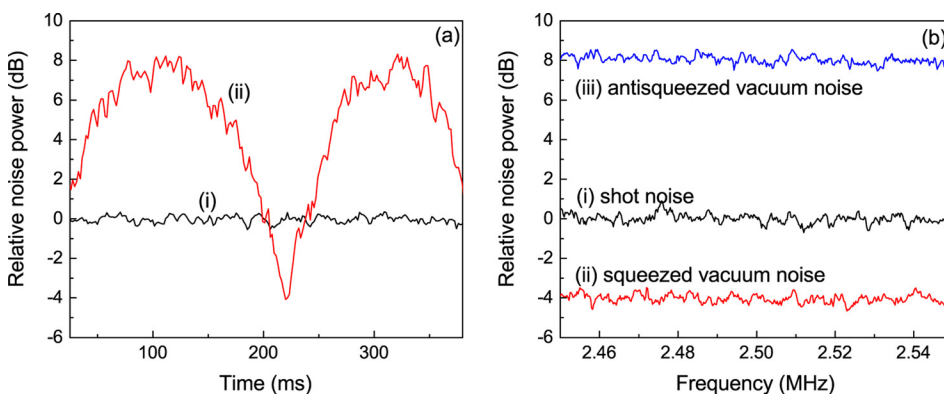 (a)
Relative noise power (dB)
10
8
6
4
2
0
-2
-4
-6
(ii)
(i)
100
200
300
Time (ms)
(b)
Relative noise power (dB)
10
8
6
4
2
0
-2
-4
-6
(iii) antisqueezed vacuum noise
(i) shot noise
(ii) squeezed vacuum noise
2.46
2.48
2.50
2.52
2.54
Frequency (MHz)